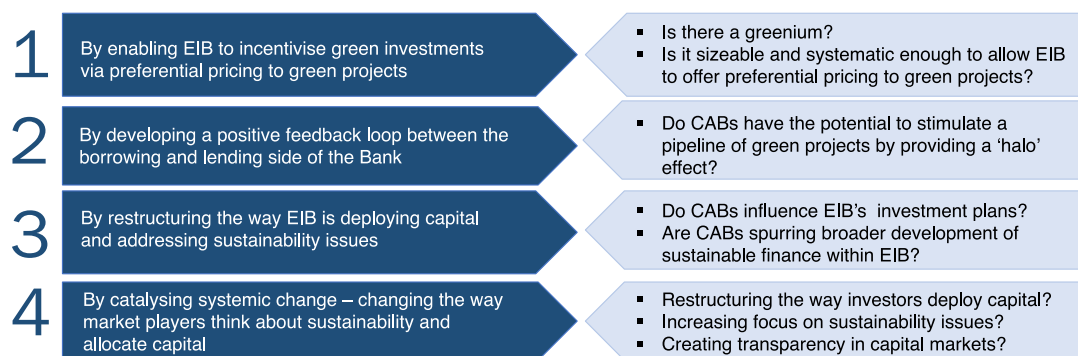 1
By enabling EIB to incentivise green investments
via preferential pricing to green projects
▪ Is there a greenium?
▪ Is it sizeable and systematic enough to allow EIB
to offer preferential pricing to green projects?
2
By developing a positive feedback loop between the
borrowing and lending side of the Bank
▪ Do CABs have the potential to stimulate a
pipeline of green projects by providing a ‘halo’
effect?
3
By restructuring the way EIB is deploying capital
and addressing sustainability issues
▪ Do CABs influence EIB’s investment plans?
▪ Are CABs spurring broader development of
sustainable finance within EIB?
4
By catalysing systemic change – changing the way
market players think about sustainability and
allocate capital
▪ Restructuring the way investors deploy capital?
▪ Increasing focus on sustainability issues?
▪ Creating transparency in capital markets?